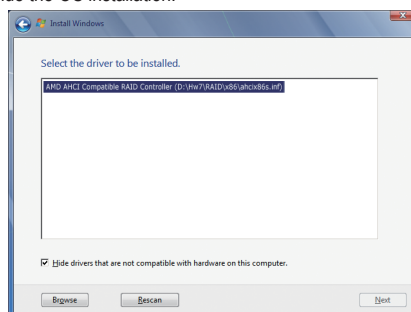 de the OS installation.
Install Windows
Select the driver to be installed.
AMD AHCI Compatible RAID Controller (D:\Hw7\RAID\x86\ahcix86s.inf)
Hide drivers that are not compatible with hardware on this computer.
Browse
Rescan
Next